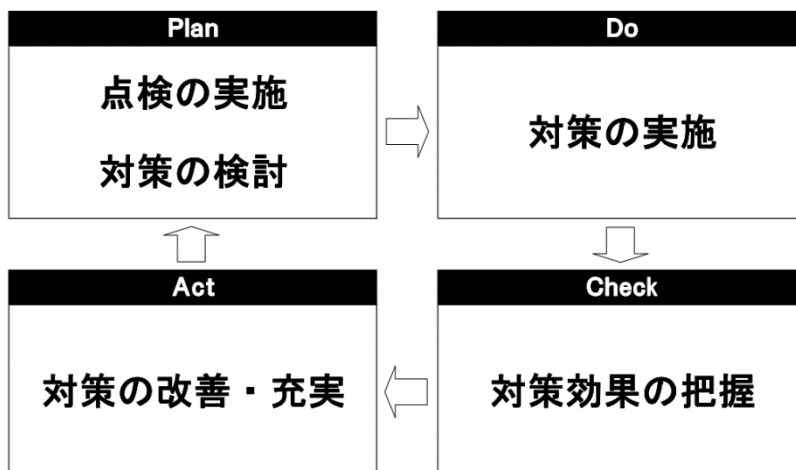 Plan
点検の実施
対策の検討
Do
対策の実施
Act
対策の改善・充実
Check
対策効果の把握